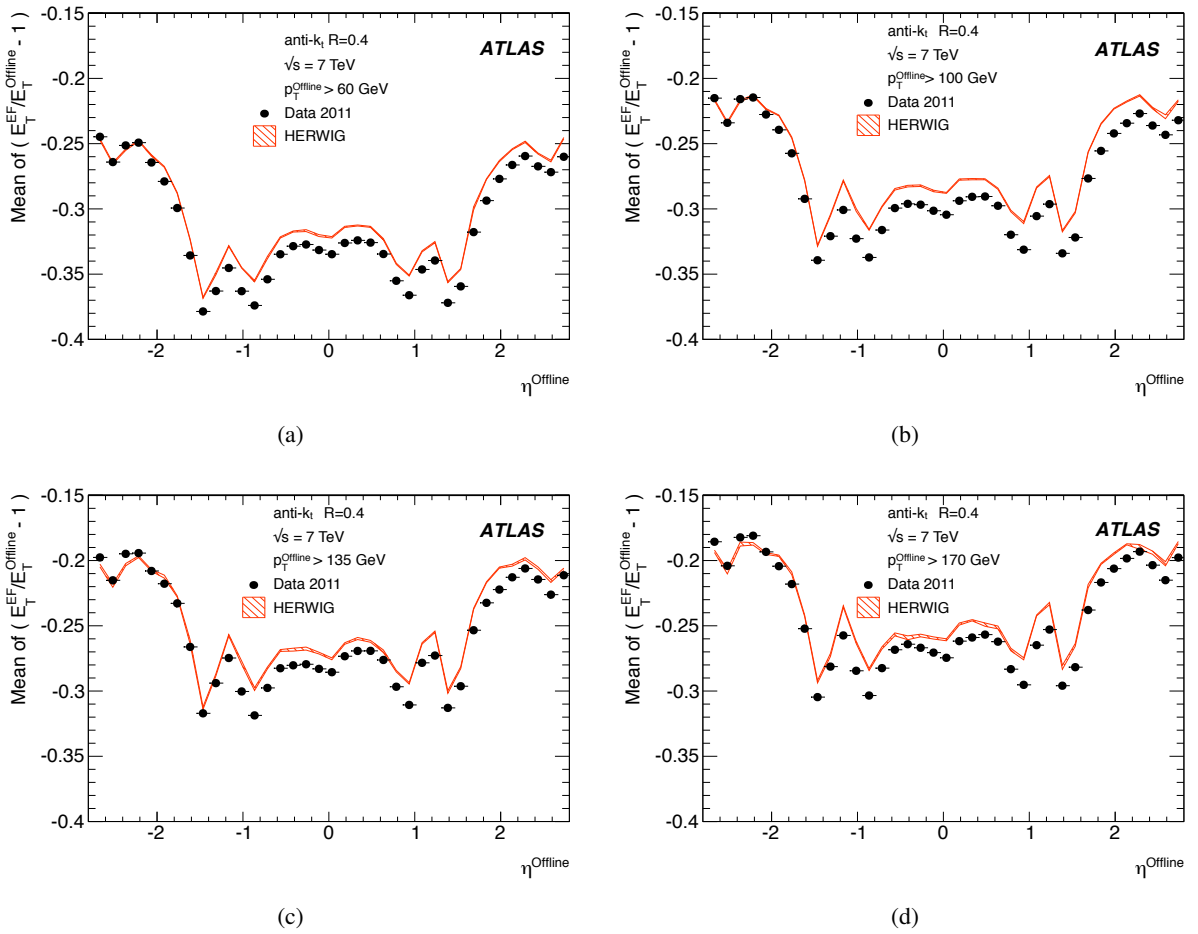 -0.15
-0.2
-0.25
-0.3
-0.35
-0.4
Mean of ( E_T^EF/E_T^Offline - 1 )
anti-k_t R=0.4
√s = 7 TeV
p_T^Offline > 60 GeV
Data 2011
HERWIG
ATLAS
-2 -1 0 1 2
η^Offline
(a)
-0.15
-0.2
-0.25
-0.3
-0.35
-0.4
Mean of ( E_T^EF/E_T^Offline - 1 )
anti-k_t R=0.4
√s = 7 TeV
p_T^Offline > 100 GeV
Data 2011
HERWIG
ATLAS
-2 -1 0 1 2
η^Offline
(b)
-0.15
-0.2
-0.25
-0.3
-0.35
-0.4
Mean of ( E_T^EF/E_T^Offline - 1 )
anti-k_t R=0.4
√s = 7 TeV
p_T^Offline > 135 GeV
Data 2011
HERWIG
ATLAS
-2 -1 0 1 2
η^Offline
(c)
-0.15
-0.2
-0.25
-0.3
-0.35
-0.4
Mean of ( E_T^EF/E_T^Offline - 1 )
anti-k_t R=0.4
√s = 7 TeV
p_T^Offline > 170 GeV
Data 2011
HERWIG
ATLAS
-2 -1 0 1 2
η^Offline
(d)